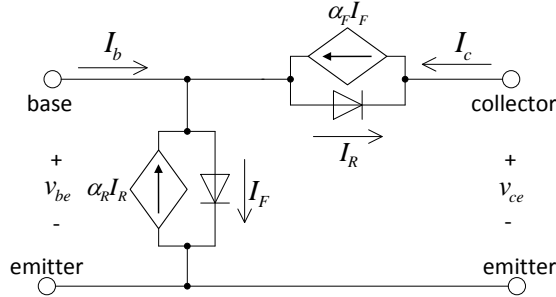 α_F I_F
I_b
I_c
base
collector
I_R
+
v_be
-
α_R I_R
I_F
+
v_ce
-
emitter
emitter